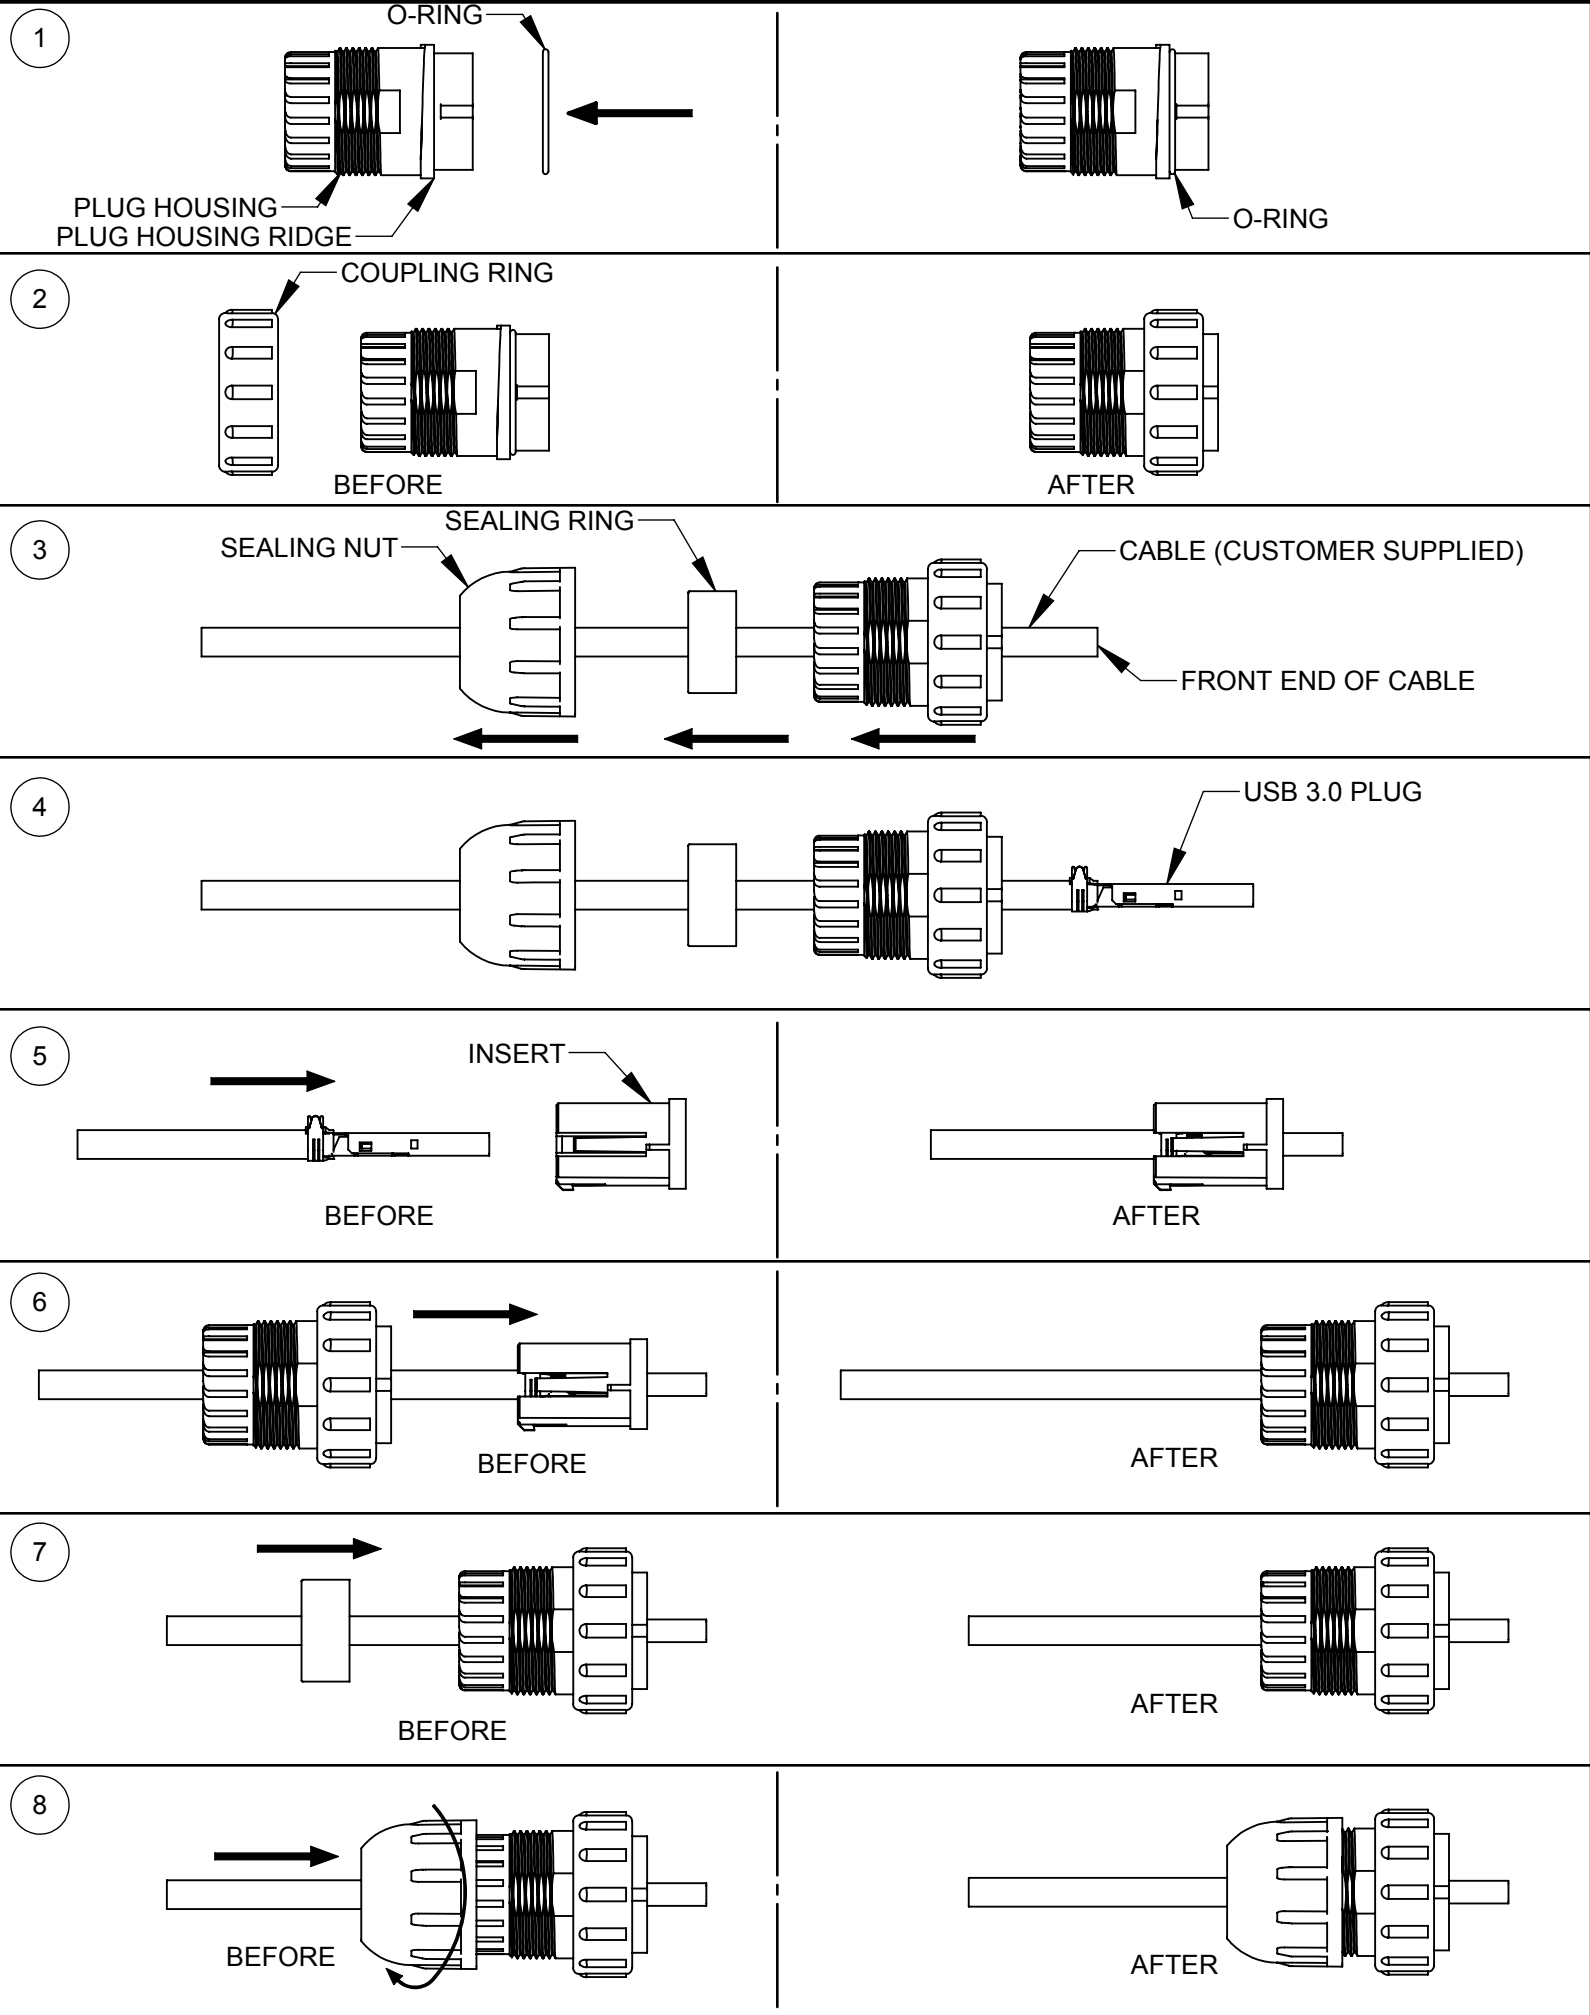 1
O-RING
PLUG HOUSING
PLUG HOUSING RIDGE
O-RING
2
COUPLING RING
BEFORE
AFTER
3
SEALING RING
SEALING NUT
CABLE (CUSTOMER SUPPLIED)
FRONT END OF CABLE
4
USB 3.0 PLUG
5
INSERT
BEFORE
AFTER
6
BEFORE
AFTER
7
BEFORE
AFTER
8
BEFORE
AFTER